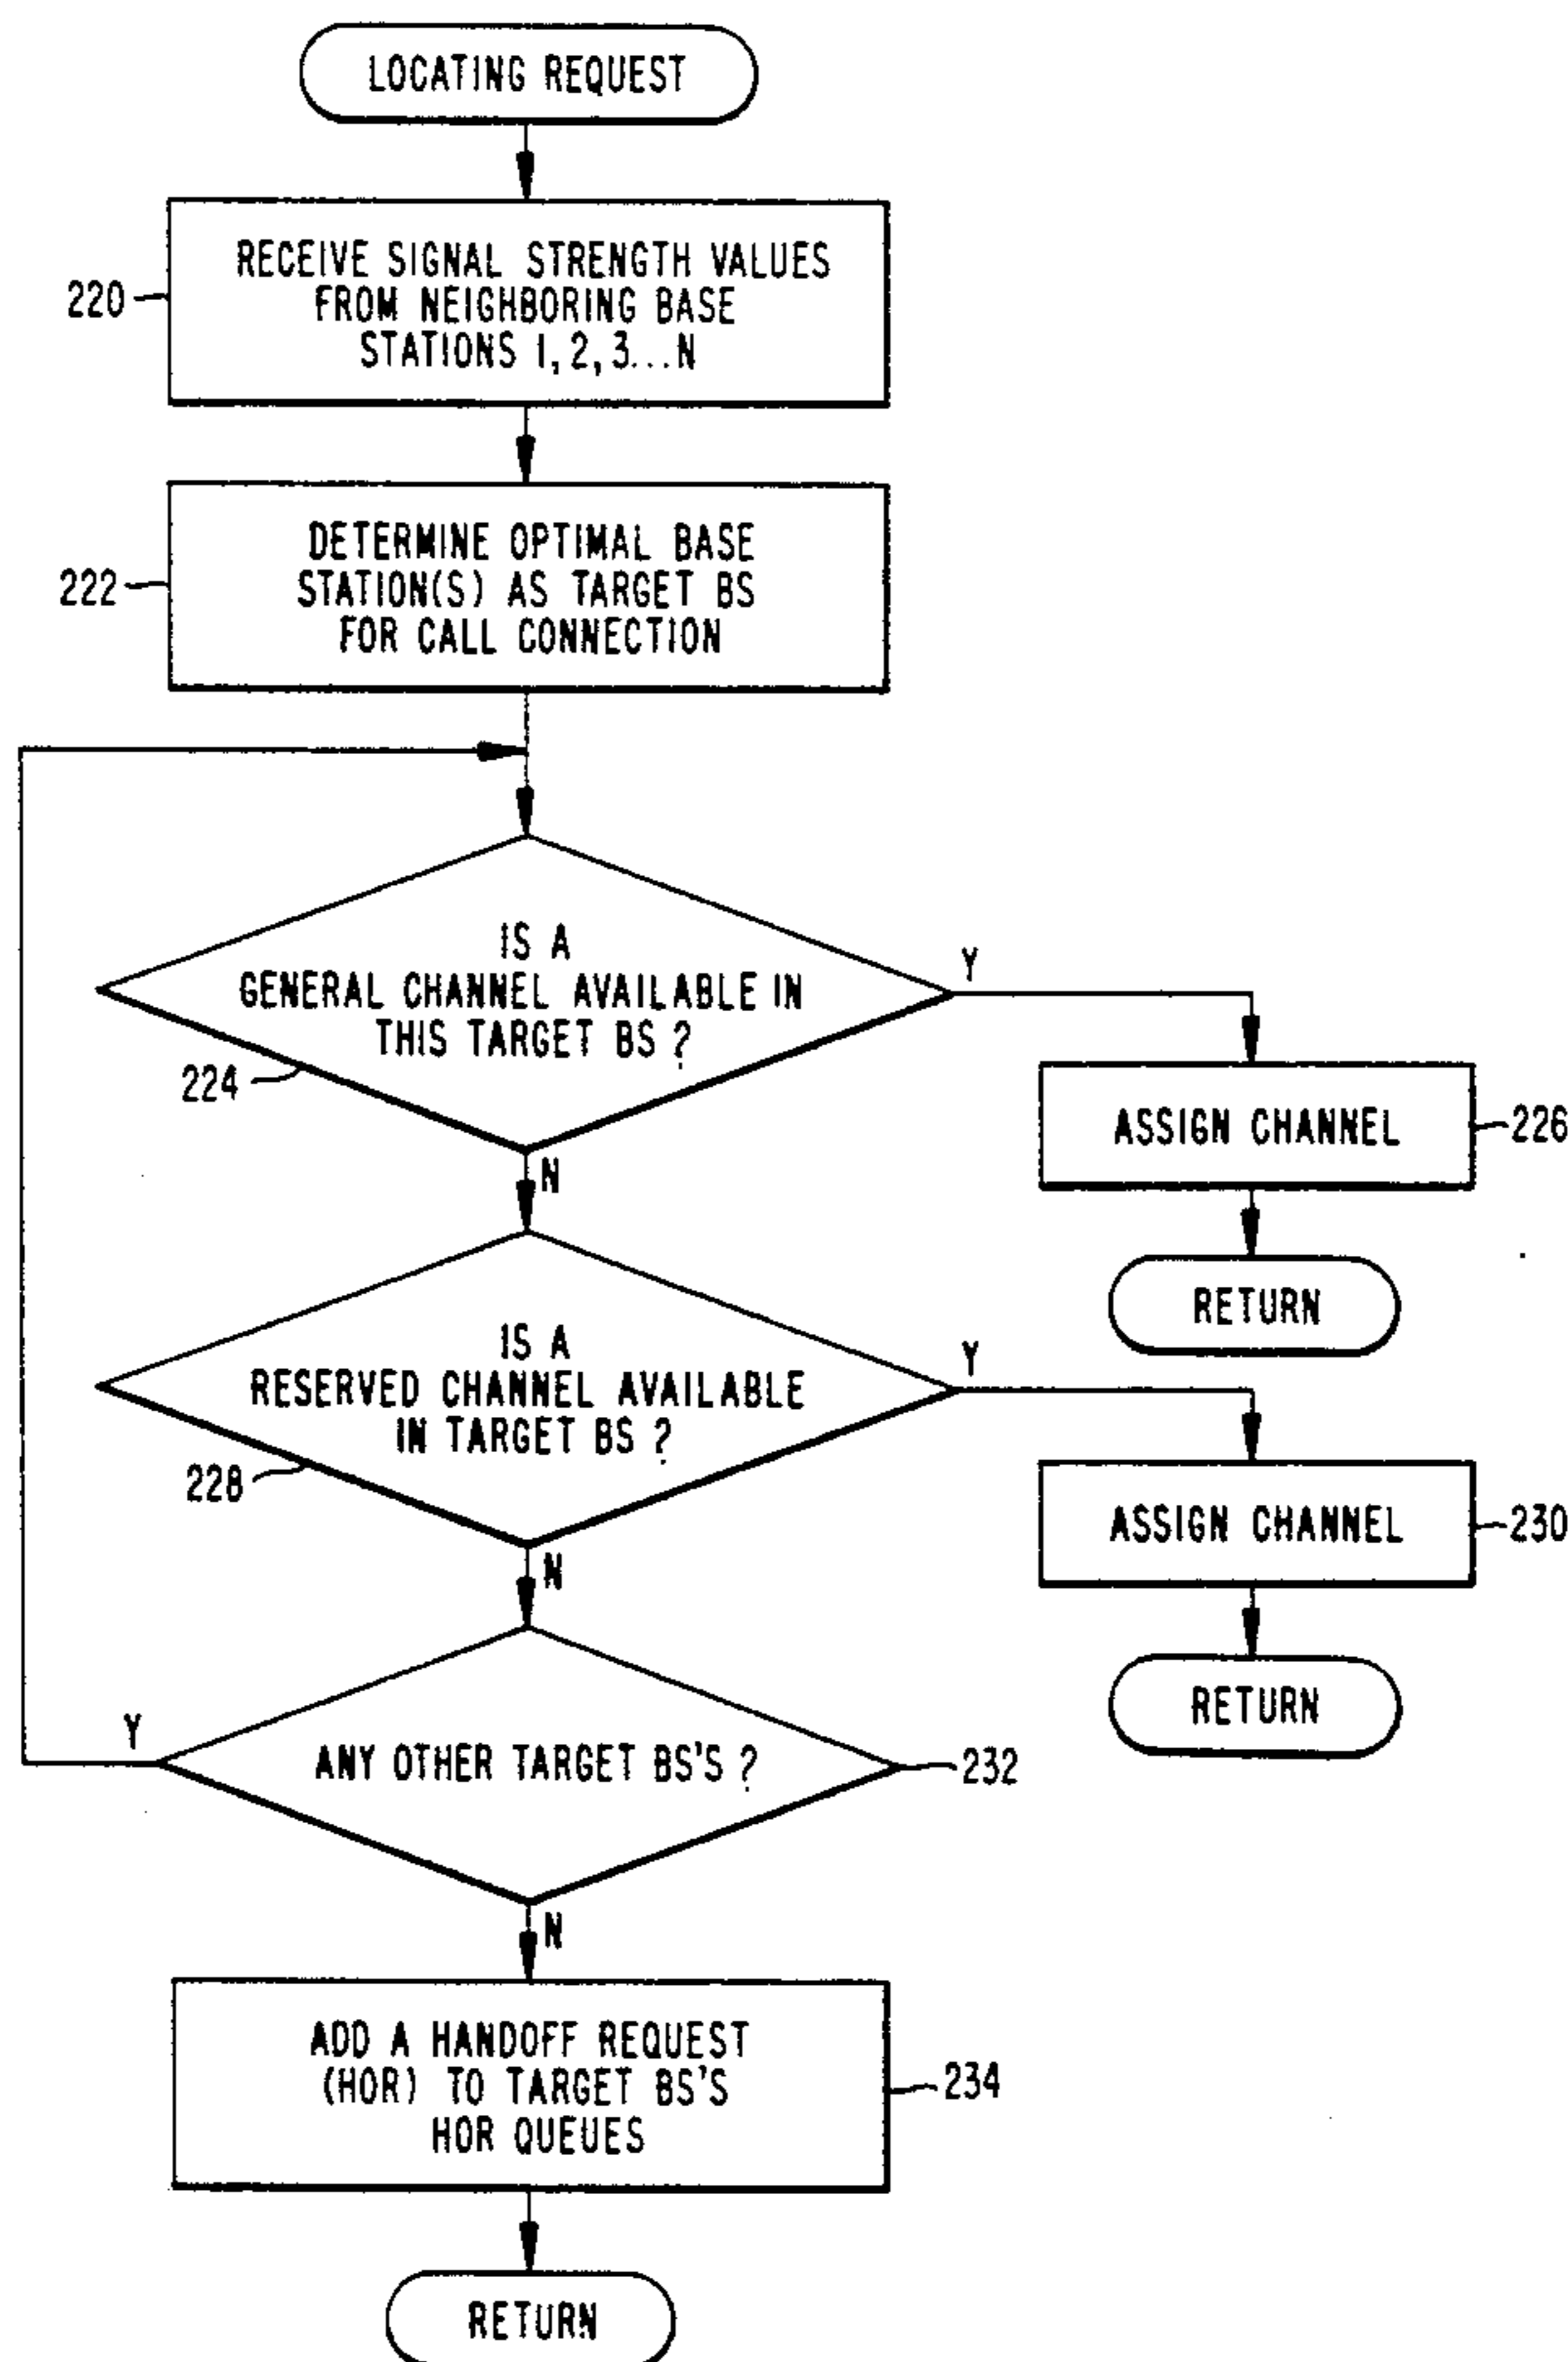 LOCATING REQUEST
RECEIVE SIGNAL STRENGTH VALUES
FROM NEIGHBORING BASE
STATIONS 1, 2, 3...N
220
DETERMINE OPTIMAL BASE
STATION(S) AS TARGET BS
FOR CALL CONNECTION
222
IS A
GENERAL CHANNEL AVAILABLE IN
THIS TARGET BS ?
224
Y
N
ASSIGN CHANNEL
226
RETURN
IS A
RESERVED CHANNEL AVAILABLE
IN TARGET BS ?
228
Y
N
ASSIGN CHANNEL
230
RETURN
ANY OTHER TARGET BS'S ?
232
Y
N
ADD A HANDOFF REQUEST
(HOR) TO TARGET BS'S
HOR QUEUES
234
RETURN